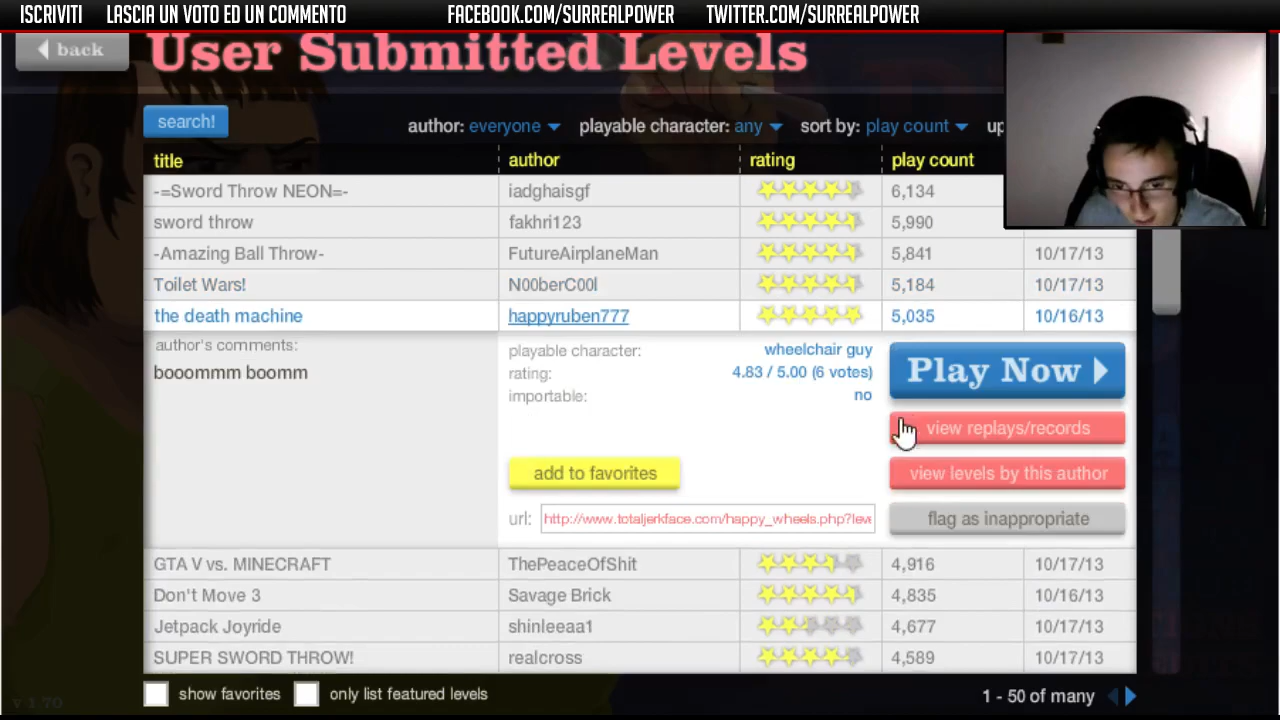 ISCRIVITI LASCIA UN VOTO ED UN COMMENTO FACEBOOK.COM/SURREALPOWER TWITTER.COM/SURREALPOWER
back
User Submitted Levels
search! author: everyone playable character: any sort by: play count up
title author rating play count
-=Sword Throw NEON=- iadghaisgf 6,134
sword throw fakhri123 5,990
-Amazing Ball Throw- FutureAirplaneMan 5,841 10/17/13
Toilet Wars! N00berC00l 5,184 10/17/13
the death machine happyruben777 5,035 10/16/13
author's comments:
booommm boomm
playable character: wheelchair guy
rating: 4.83 / 5.00 (6 votes)
importable: no
add to favorites
url: http://www.totaljerkface.com/happy_wheels.php?leve
Play Now
view replays/records
view levels by this author
flag as inappropriate
GTA V vs. MINECRAFT ThePeaceOfShit 4,916 10/17/13
Don't Move 3 Savage Brick 4,835 10/16/13
Jetpack Joyride shinleeaa1 4,677 10/17/13
SUPER SWORD THROW! realcross 4,589 10/17/13
show favorites only list featured levels 1 - 50 of many
v 1.70